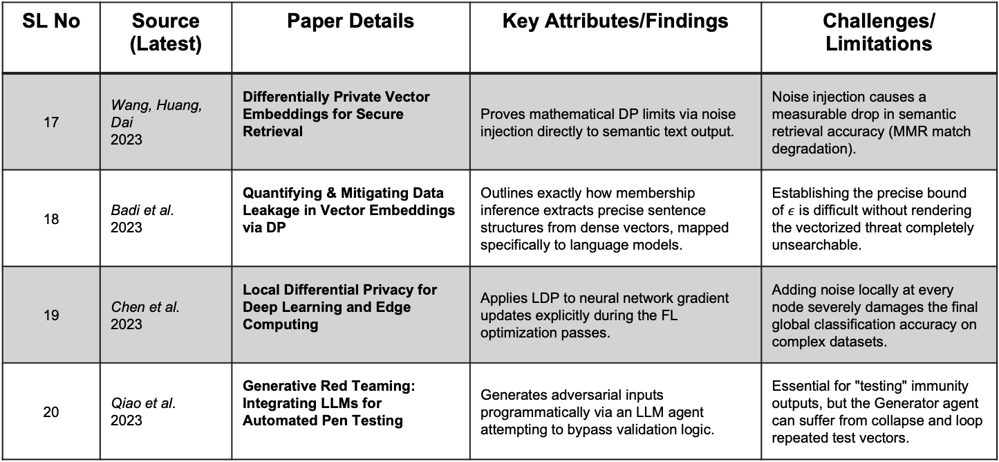 SL No
Source
(Latest)
Paper Details
Key Attributes/Findings
Challenges/
Limitations
17
Wang, Huang,
Dai
2023
Differentially Private Vector
Embeddings for Secure
Retrieval
Proves mathematical DP limits via noise
injection directly to semantic text output.
Noise injection causes a
measurable drop in semantic
retrieval accuracy (MMR match
degradation).
18
Badi et al.
2023
Quantifying & Mitigating Data
Leakage in Vector Embeddings
via DP
Outlines exactly how membership
inference extracts precise sentence
structures from dense vectors, mapped
specifically to language models.
Establishing the precise bound
of ϵ is difficult without rendering
the vectorized threat completely
unsearchable.
19
Chen et al.
2023
Local Differential Privacy for
Deep Learning and Edge
Computing
Applies LDP to neural network gradient
updates explicitly during the FL
optimization passes.
Adding noise locally at every
node severely damages the final
global classification accuracy on
complex datasets.
20
Qiao et al.
2023
Generative Red Teaming:
Integrating LLMs for
Automated Pen Testing
Generates adversarial inputs
programmatically via an LLM agent
attempting to bypass validation logic.
Essential for "testing" immunity
outputs, but the Generator agent
can suffer from collapse and loop
repeated test vectors.